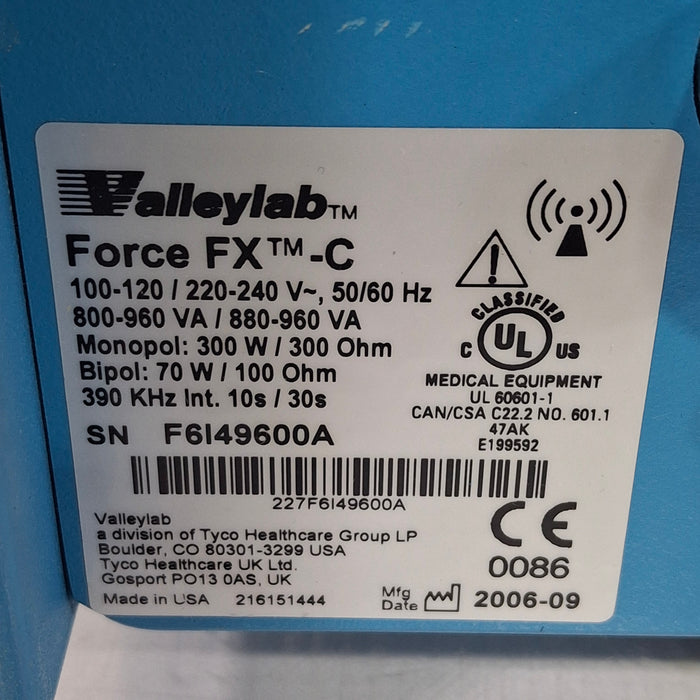 Valleylab™
Force FX™-C
100-120 / 220-240 V~, 50/60 Hz
800-960 VA / 880-960 VA
Monopol: 300 W / 300 Ohm
Bipol: 70 W / 100 Ohm
390 KHz Int. 10s / 30s
SN F6I49600A
227F6I49600A
CLASSIFIED
C UL US
MEDICAL EQUIPMENT
UL 60601-1
CAN/CSA C22.2 NO. 601.1
47AK
E199592
Valleylab
a division of Tyco Healthcare Group LP
Boulder, CO 80301-3299 USA
Tyco Healthcare UK Ltd.
Gosport PO13 0AS, UK
Made in USA 216151444
CE
0086
Mfg
Date 2006-09